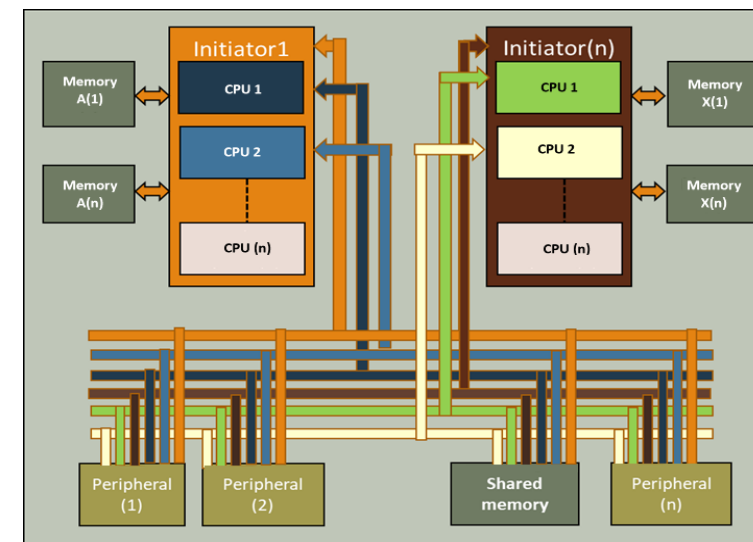 Initiator1
CPU 1
CPU 2
CPU (n)
Memory
A(1)
Memory
A(n)
Initiator(n)
CPU 1
CPU 2
CPU (n)
Memory
X(1)
Memory
X(n)
Peripheral
(1)
Peripheral
(2)
Shared
memory
Peripheral
(n)